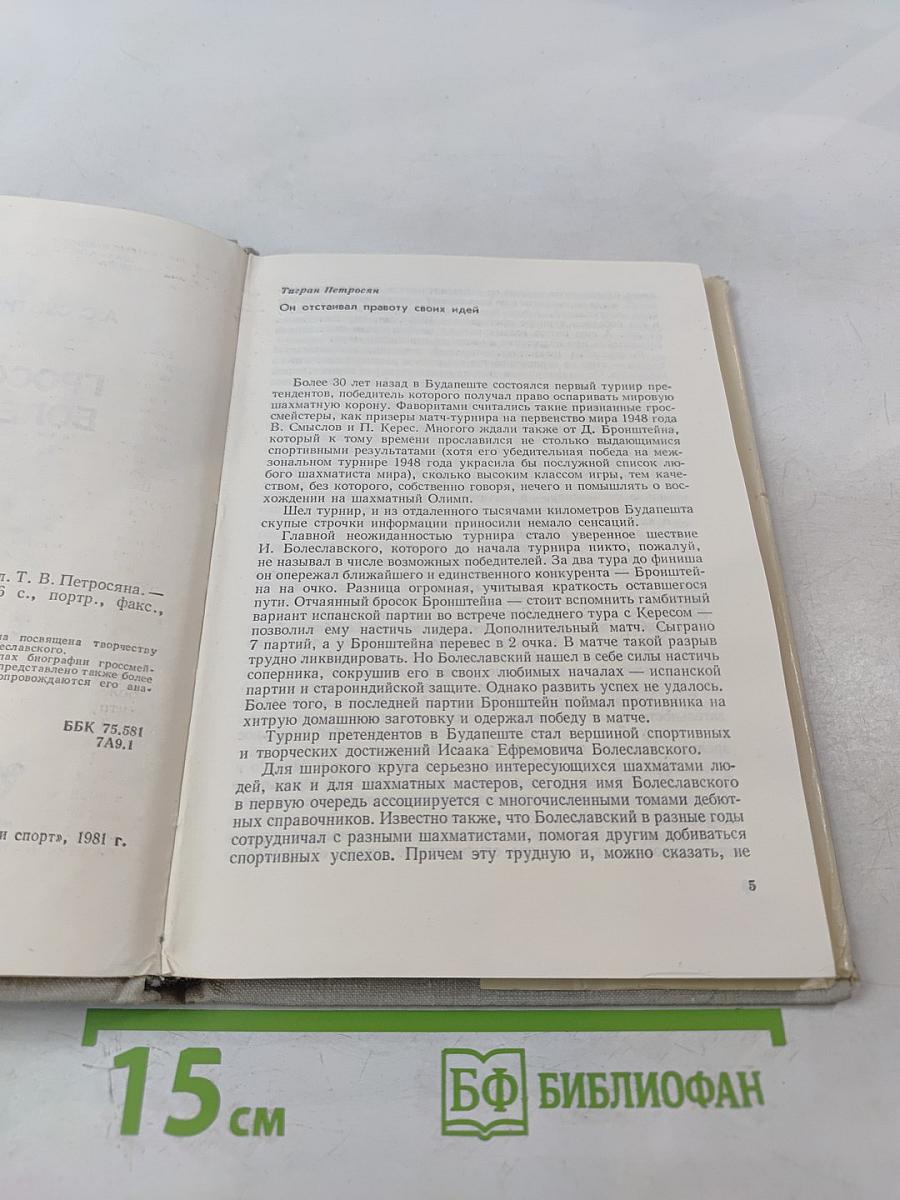 л. Т. В. Петросяна. —
6 с., портр., факс.,
на посвящена творчеству
леславского.
пах биографии гроссмей-
представлено также более
опровождаются его ана-
ББК 75.581
7А9.1
и спорт», 1981 г.
Тигран Петросян
Он отстаивал правоту своих идей
Более 30 лет назад в Будапеште состоялся первый турнир пре-
тендентов, победитель которого получал право оспаривать мировую
шахматную корону. Фаворитами считались такие признанные грос-
смейстеры, как призеры матч-турнира на первенство мира 1948 года
В. Смыслов и П. Керес. Многого ждали также от Д. Бронштейна,
который к тому времени прославился не столько выдающимися
спортивными результатами (хотя его убедительная победа на меж-
зональном турнире 1948 года украсила бы послужной список лю-
бого шахматиста мира), сколько высоким классом игры, тем каче-
ством, без которого, собственно говоря, нечего и помышлять о вос-
хождении на шахматный Олимп.
Шел турнир, и из отдаленного тысячами километров Будапешта
скупые строчки информации приносили немало сенсаций.
Главной неожиданностью турнира стало уверенное шествие
И. Болеславского, которого до начала турнира никто, пожалуй,
не называл в числе возможных победителей. За два тура до финиша
он опережал ближайшего и единственного конкурента — Бронштей-
на на очко. Разница огромная, учитывая краткость оставшегося
пути. Отчаянный бросок Бронштейна — стоит вспомнить гамбитный
вариант испанской партии во встрече последнего тура с Кересом —
позволил ему настичь лидера. Дополнительный матч. Сыграно
7 партий, а у Бронштейна перевес в 2 очка. В матче такой разрыв
трудно ликвидировать. Но Болеславский нашел в себе силы настичь
соперника, сокрушив его в своих любимых началах — испанской
партии и староиндийской защите. Однако развить успех не удалось.
Более того, в последней партии Бронштейн поймал противника на
хитрую домашнюю заготовку и одержал победу в матче.
Турнир претендентов в Будапеште стал вершиной спортивных
и творческих достижений Исаака Ефремовича Болеславского.
Для широкого круга серьезно интересующихся шахматами лю-
дей, как и для шахматных мастеров, сегодня имя Болеславского
в первую очередь ассоциируется с многочисленными томами дебют-
ных справочников. Известно также, что Болеславский в разные годы
сотрудничал с разными шахматистами, помогая другим добиваться
спортивных успехов. Причем эту трудную и, можно сказать, не
5
15 см
БФ БИБЛИОФАН